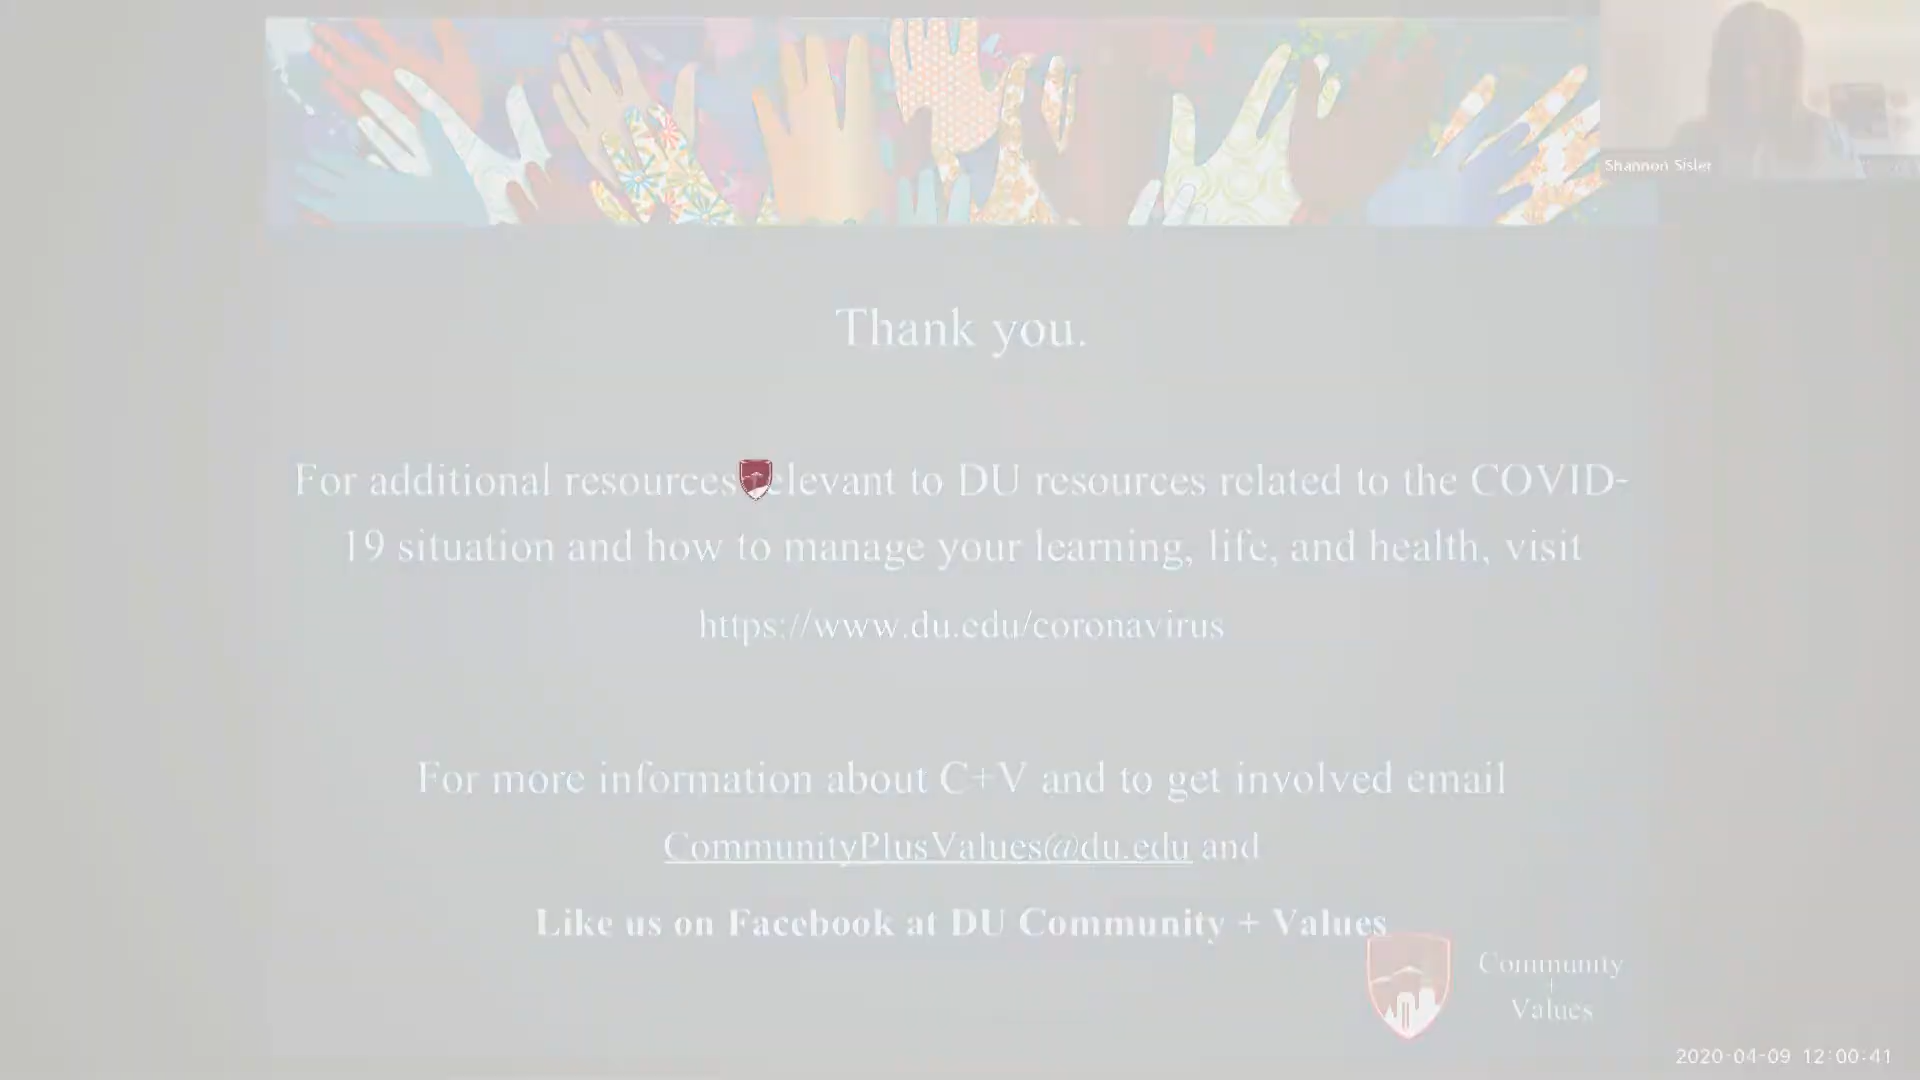 Shannon Sisler
Thank you.
For additional resources elevant to DU resources related to the COVID-
19 situation and how to manage your learning, life, and health, visit
https://www.du.edu/coronavirus
For more information about C+V and to get involved email
CommunityPlusValues@du.edu and
Like us on Facebook at DU Community + Values
Community
+
Values
2020-04-09 12:00:41